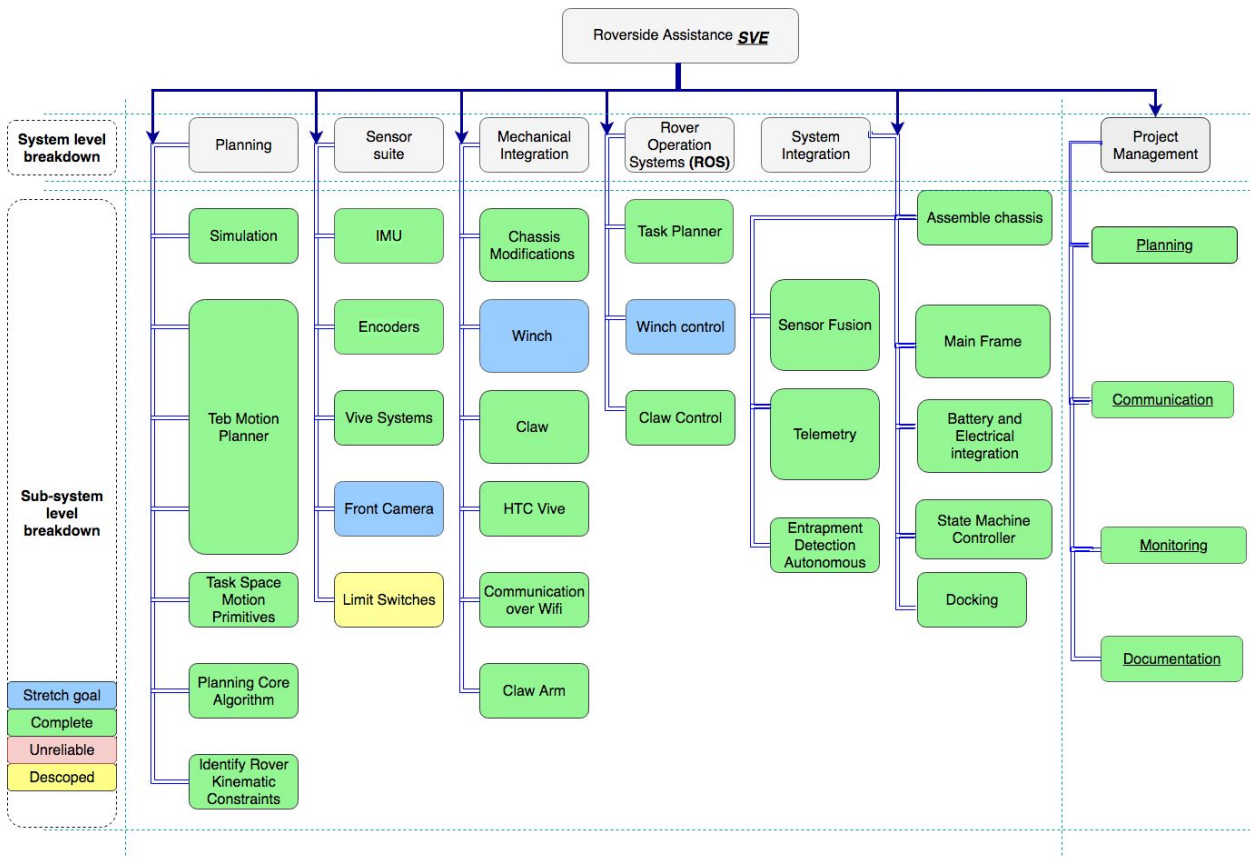 Roverside Assistance SVE
System level
breakdown
Planning
Sensor
suite
Mechanical
Integration
Rover
Operation
Systems (ROS)
System
Integration
Project
Management
Sub-system
level
breakdown
Simulation
Teb Motion
Planner
Task Space
Motion
Primitives
Planning Core
Algorithm
Identify Rover
Kinematic
Constraints
IMU
Encoders
Vive Systems
Front Camera
Limit Switches
Chassis
Modifications
Winch
Claw
HTC Vive
Communication
over Wifi
Claw Arm
Task Planner
Winch control
Claw Control
Sensor Fusion
Telemetry
Entrapment
Detection
Autonomous
Assemble chassis
Main Frame
Battery and
Electrical
integration
State Machine
Controller
Docking
Planning
Communication
Monitoring
Documentation
Stretch goal
Complete
Unreliable
Descoped